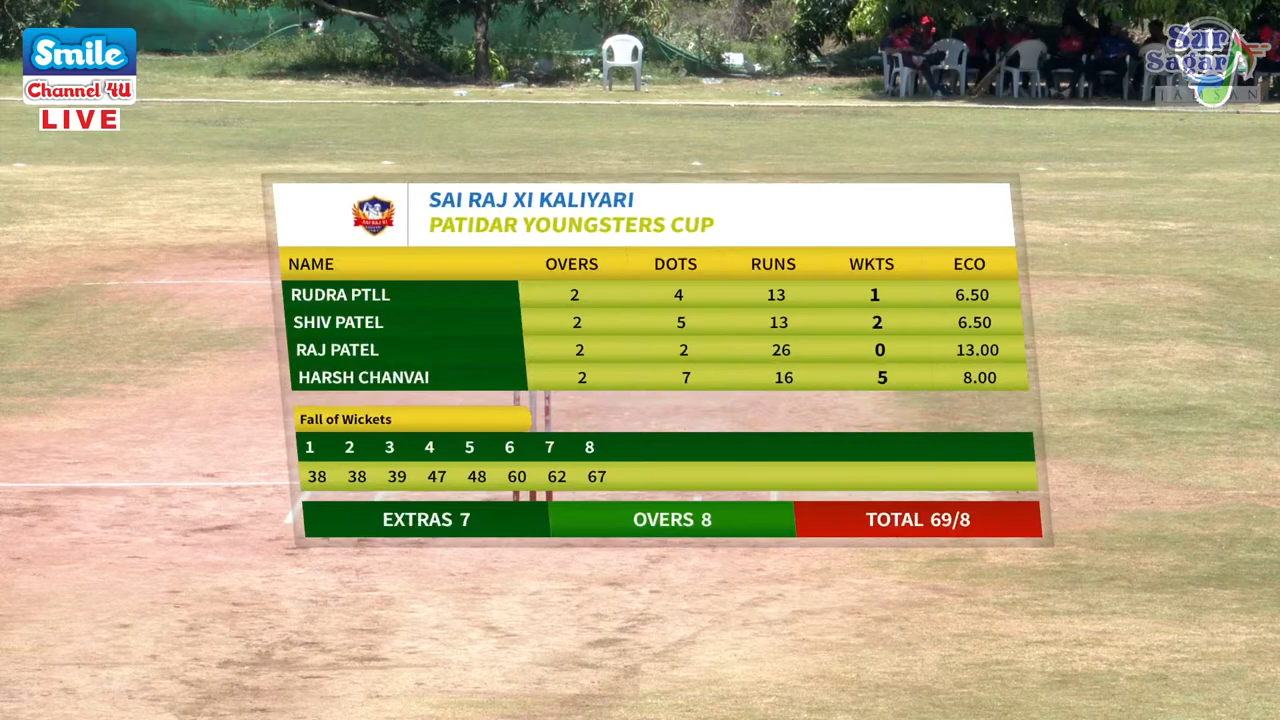 Smile
Channel 4U
LIVE
Sur
Sagar
JAMSAN
SAI RAJ XI
SAI RAJ XI KALIYARI
PATIDAR YOUNGSTERS CUP
NAME OVERS DOTS RUNS WKTS ECO
RUDRA PTLL 2 4 13 1 6.50
SHIV PATEL 2 5 13 2 6.50
RAJ PATEL 2 2 26 0 13.00
HARSH CHANVAI 2 7 16 5 8.00
Fall of Wickets
1 2 3 4 5 6 7 8
38 38 39 47 48 60 62 67
EXTRAS 7 OVERS 8 TOTAL 69/8